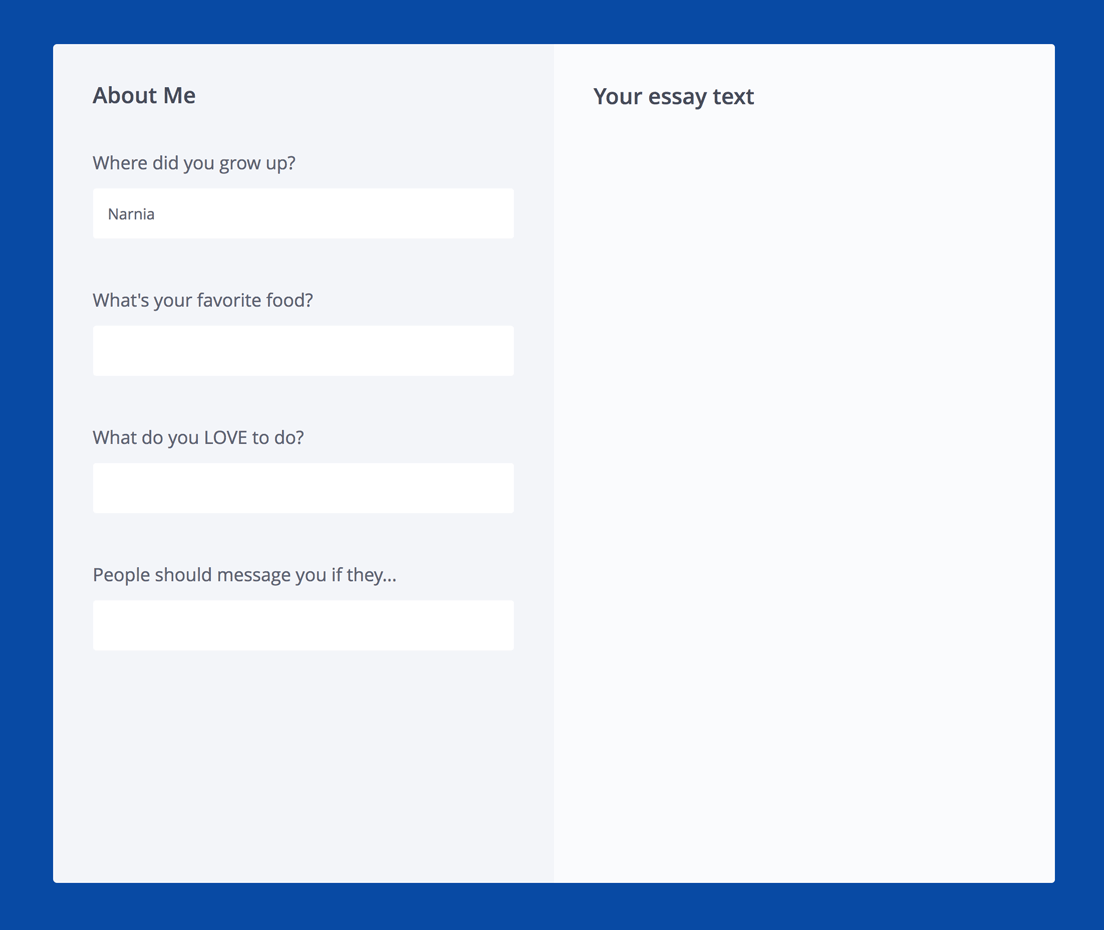 About Me
Where did you grow up?
Narnia
What's your favorite food?
What do you LOVE to do?
People should message you if they...
Your essay text